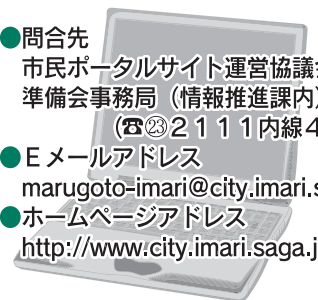 ●問合先
市民ポータルサイト運営協議会
準備会事務局（情報推進課内）
（☎㉓２１１１内線４
●Ｅメールアドレス
marugoto-imari@city.imari.s
●ホームページアドレス
http://www.city.imari.saga.j